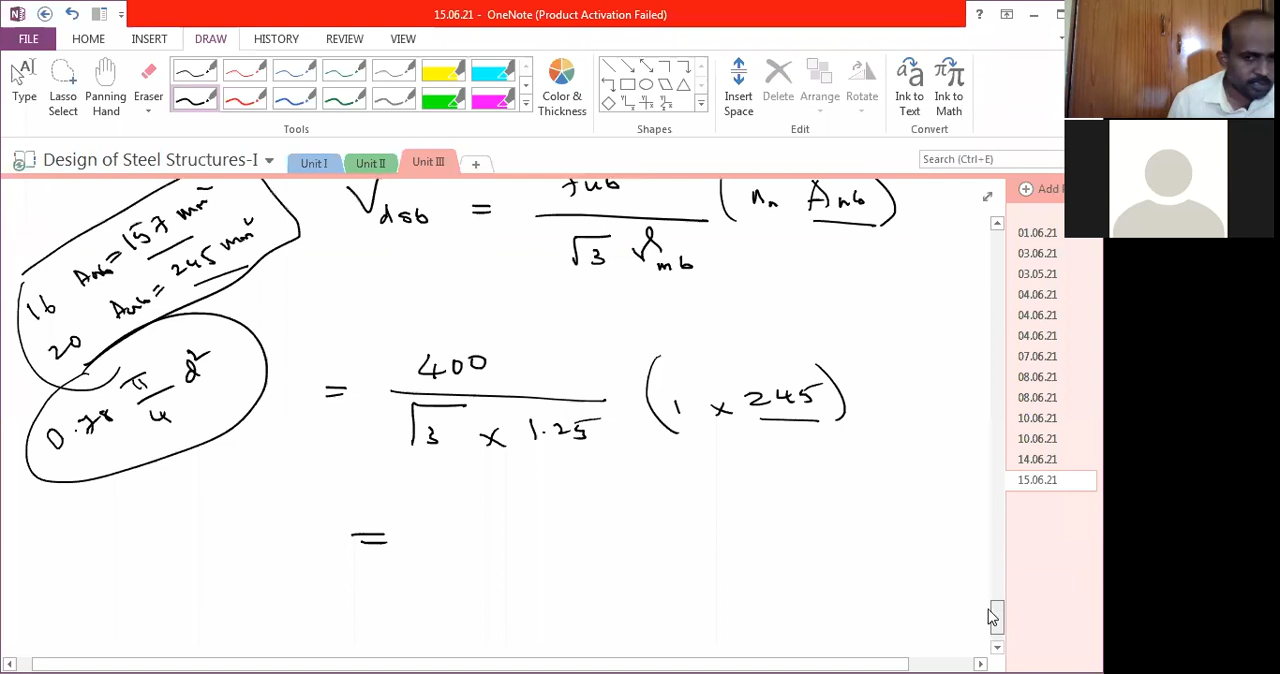 15.06.21 - OneNote (Product Activation Failed)
FILE HOME INSERT DRAW HISTORY REVIEW VIEW
Type Lasso Select Panning Hand Eraser
Color & Thickness
Insert Space Delete Arrange Rotate
Ink to Text Ink to Math
Tools Shapes Edit Convert
Design of Steel Structures-I Unit I Unit II Unit III Search (Ctrl+E)
Add
01.06.21
03.06.21
03.05.21
04.06.21
04.06.21
04.06.21
07.06.21
08.06.21
08.06.21
10.06.21
10.06.21
14.06.21
15.06.21
V dsb = fub / √3 γmb (nn Anb)
16 Anb = 157 mm²
20 Anb = 245 mm²
0.78 π/4 d²
= 400 / √3 x 1.25 (1 x 245)
=